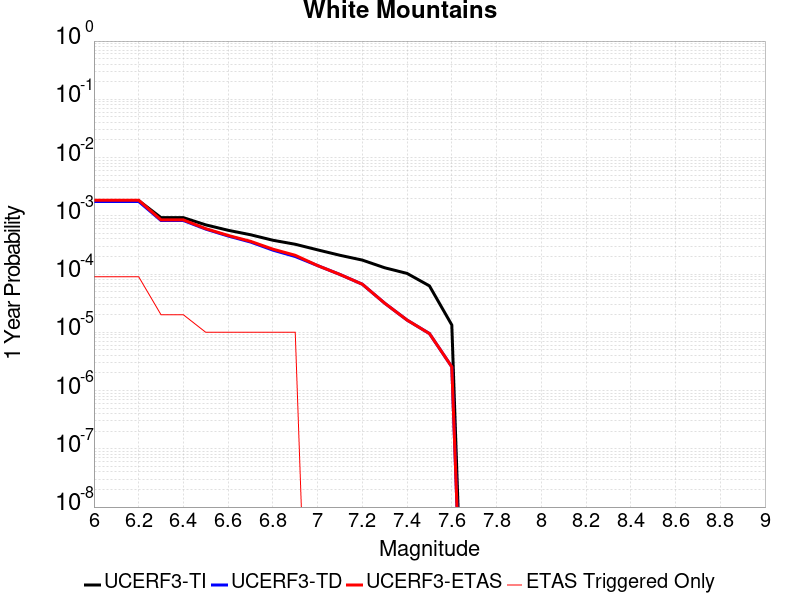 White Mountains
10^0
10^-1
10^-2
10^-3
10^-4
10^-5
10^-6
10^-7
10^-8
1 Year Probability
6 6.2 6.4 6.6 6.8 7 7.2 7.4 7.6 7.8 8 8.2 8.4 8.6 8.8 9
Magnitude
UCERF3-TI UCERF3-TD UCERF3-ETAS ETAS Triggered Only